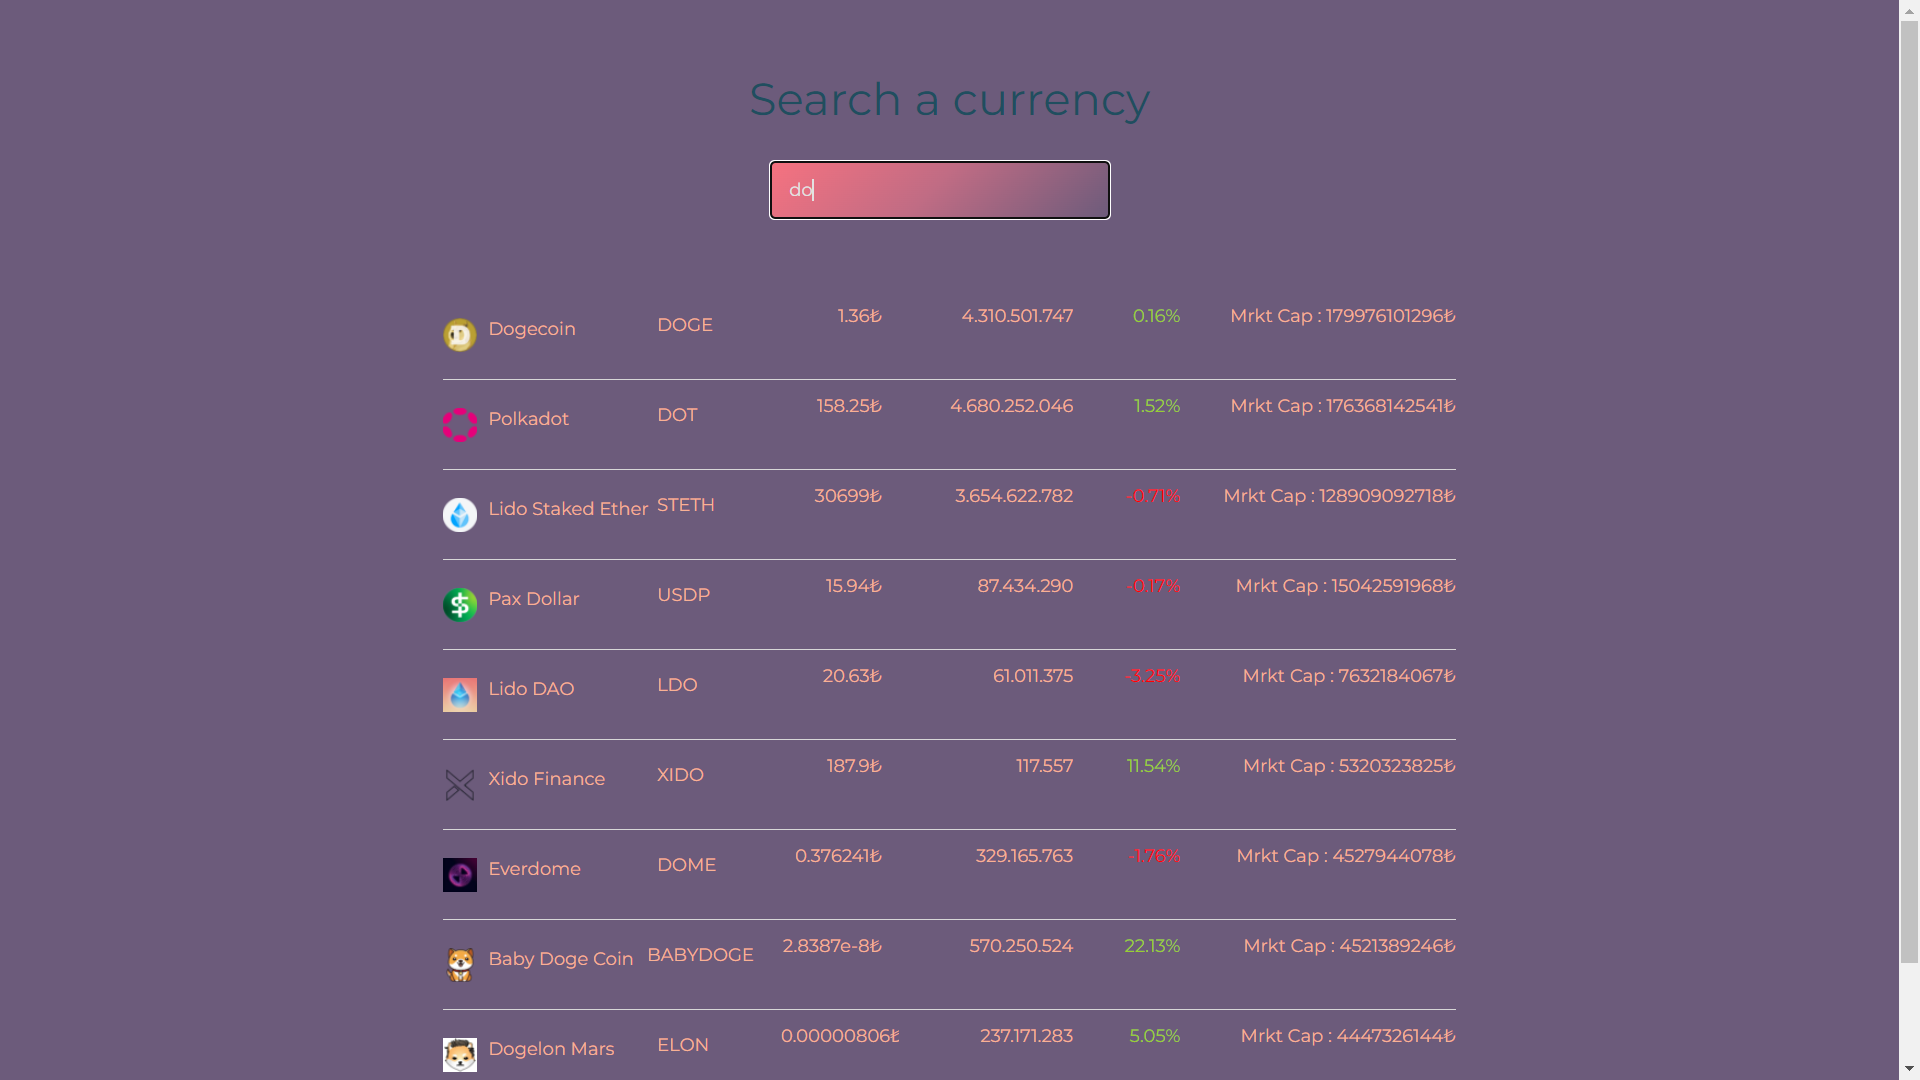 Search a currency
do
Dogecoin DOGE 1.36₺ 4.310.501.747 0.16% Mrkt Cap : 179976101296₺
Polkadot DOT 158.25₺ 4.680.252.046 1.52% Mrkt Cap : 176368142541₺
Lido Staked Ether STETH 30699₺ 3.654.622.782 -0.71% Mrkt Cap : 128909092718₺
Pax Dollar USDP 15.94₺ 87.434.290 -0.17% Mrkt Cap : 15042591968₺
Lido DAO LDO 20.63₺ 61.011.375 -3.25% Mrkt Cap : 7632184067₺
Xido Finance XIDO 187.9₺ 117.557 11.54% Mrkt Cap : 5320323825₺
Everdome DOME 0.376241₺ 329.165.763 -1.76% Mrkt Cap : 4527944078₺
Baby Doge Coin BABYDOGE 2.8387e-8₺ 570.250.524 22.13% Mrkt Cap : 4521389246₺
Dogelon Mars ELON 0.00000806₺ 237.171.283 5.05% Mrkt Cap : 4447326144₺